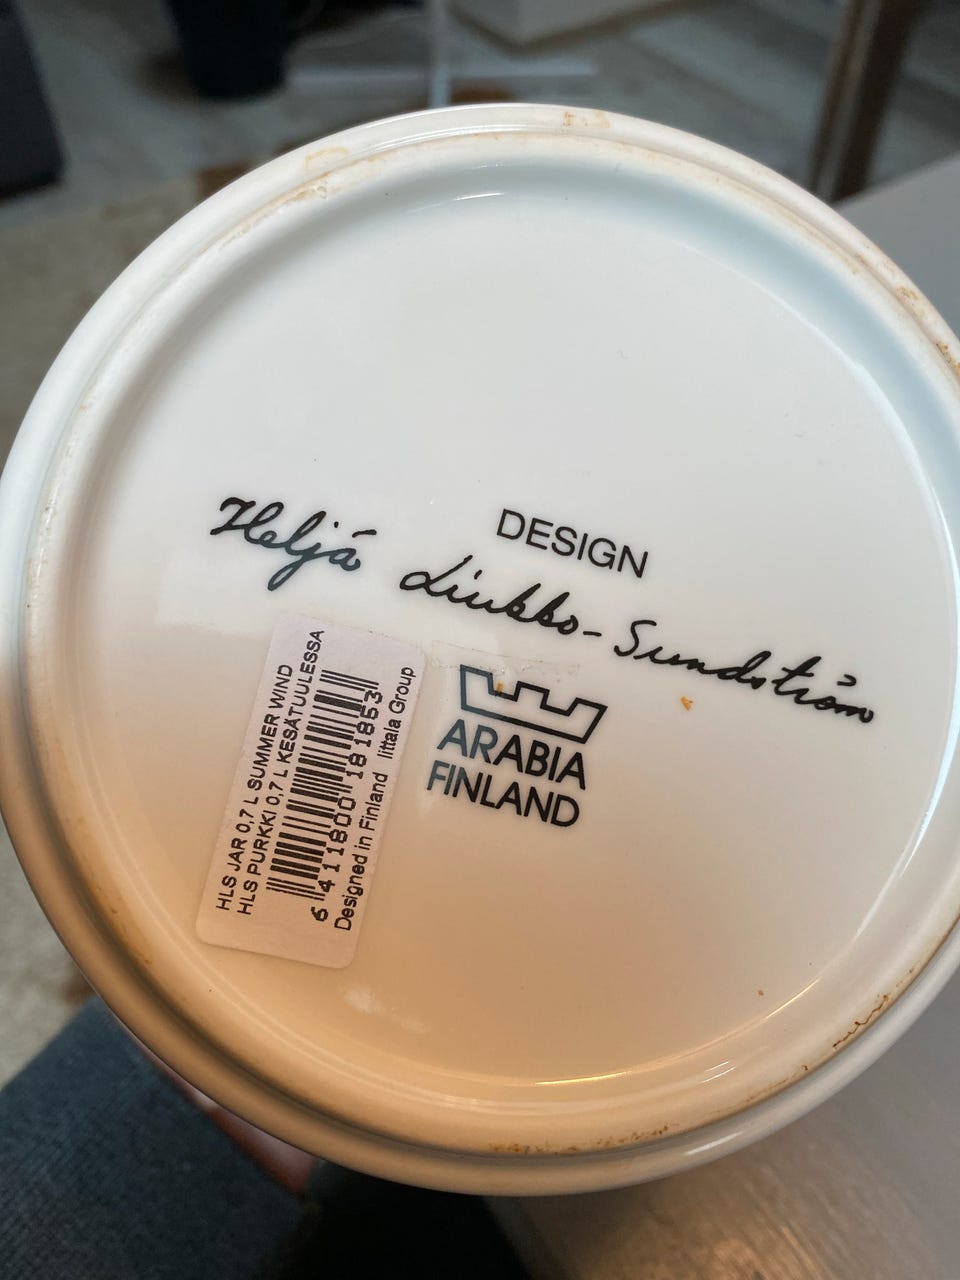 DESIGN
Heljä Liukko-Sundström
ARABIA
FINLAND
HLS JAR 0,7 L SUMMER WIND
HLS PURKKI 0,7 L KESÄTUULESSA
6 411800 181853
Designed in Finland Iittala Group